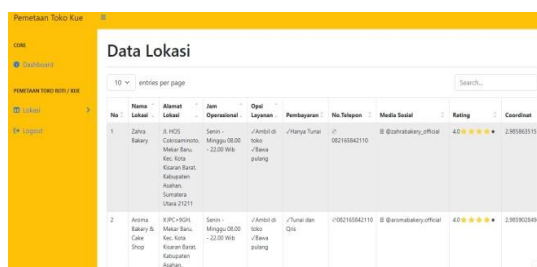 Pemetaan Toko Kue
CORE
Dashboard
PEMETAAN TOKO ROTI / KUE
Lokasi
Logout
Data Lokasi
10 entries per page
Search...
No Nama Lokasi Alamat Lokasi Jam Operasional Opsi Layanan Pembayaran No.Telepon Media Sosial Rating Coordinat
1 Zahra Bakery Jl. HOS Cokroaminoto, Mekar Baru, Kec. Kota Kisaran Barat, Kabupaten Asahan, Sumatera Utara 21211 Senin - Minggu 08.00 - 22.00 Wib √Ambil di toko √Bawa pulang √Hanya Tunai 082165842110 @zahrabakery_official 4.0 2.985863515
2 Aroma Bakery & Cake Shop XJPC+9GH, Mekar Baru, Kec. Kota Kisaran Barat, Kabupaten Asahan, Senin - Minggu 08.00 - 22.00 Wib √Ambil di toko √Bawa pulang √Tunai dan Qris 082165842110 @aromabakery.official 4.0